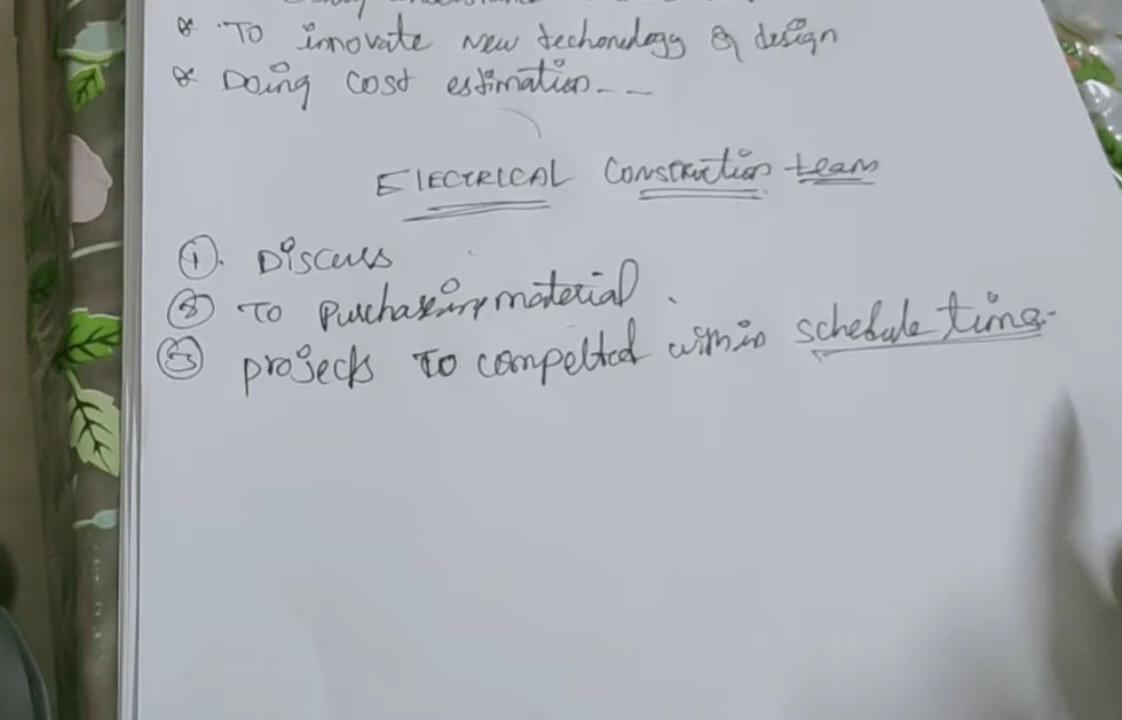 * To innovate New techonology & design
* Doing cost estimation - -
ELECTRICAL Construction team
①. Discuss
② To Purchasing material.
③ projects To compelted within schedule time.